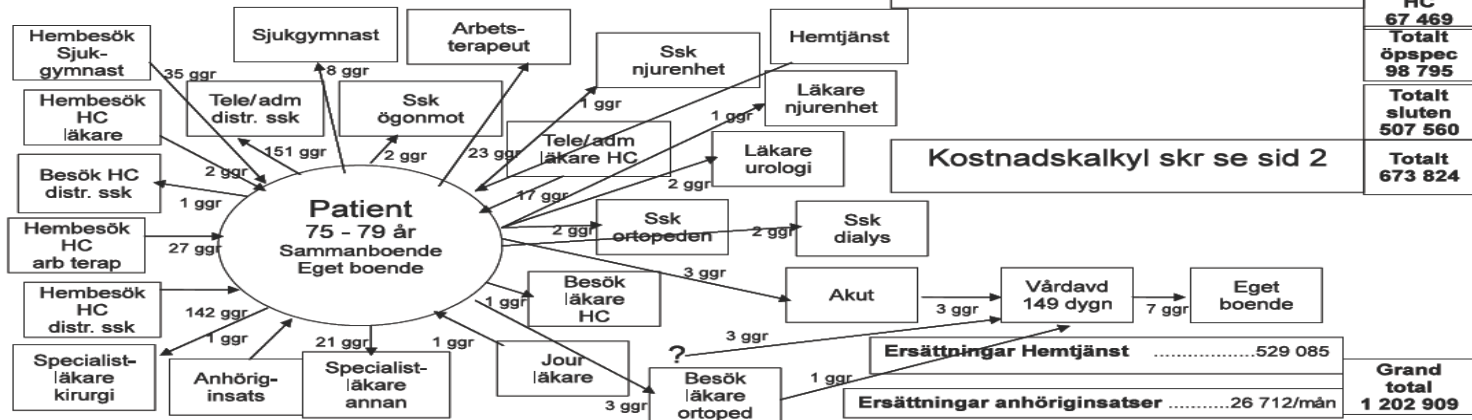 HC
67 469
Totalt
öpspec
98 795
Totalt
sluten
507 560
Totalt
673 824
Kostnadskalkyl skr se sid 2
Hembesök
Sjuk-
gymnast
35 ggr
Sjukgymnast
8 ggr
Arbets-
terapeut
23 ggr
Ssk
njurenhet
1 ggr
Hemtjänst
Hembesök
HC
läkare
2 ggr
Tele/adm
distr. ssk
151 ggr
Ssk
ögonmot
2 ggr
Tele/adm
läkare HC
17 ggr
Läkare
njurenhet
1 ggr
Läkare
urologi
2 ggr
Besök HC
distr. ssk
1 ggr
Patient
75 - 79 år
Sammanboende
Eget boende
Ssk
ortopeden
2 ggr
Ssk
dialys
2 ggr
Hembesök
HC
arb terap
27 ggr
Hembesök
HC
distr. ssk
142 ggr
Besök
läkare
HC
1 ggr
3 ggr
Akut
3 ggr
Vårdavd
149 dygn
7 ggr
Eget
boende
Specialist-
läkare
kirurgi
1 ggr
Anhörig-
insats
Specialist-
läkare
annan
21 ggr
Jour
läkare
1 ggr
?
3 ggr
Besök
läkare
ortoped
3 ggr
1 ggr
Ersättningar Hemtjänst ..............529 085
Ersättningar anhöriginsatser ..........26 712/mån
Grand
total
1 202 909